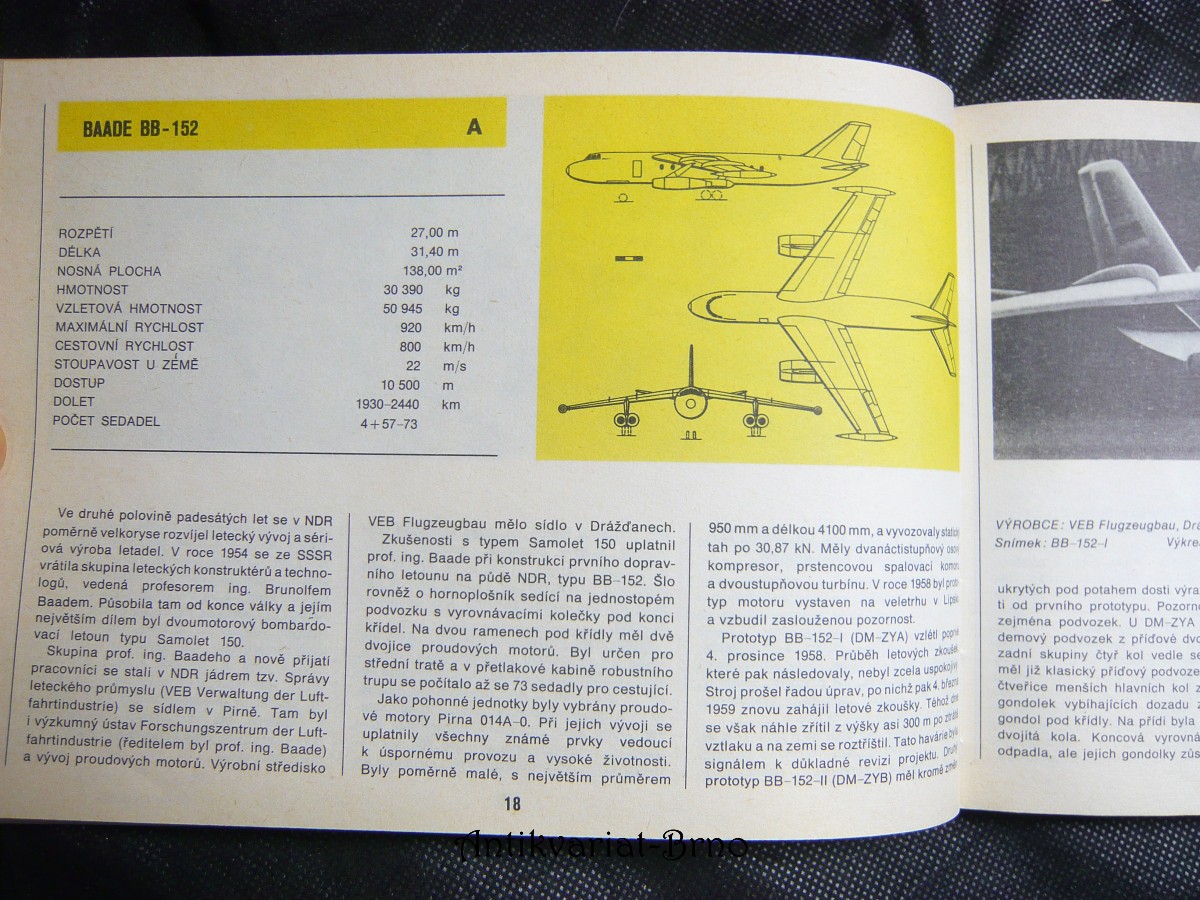 BAADE BB-152 A
ROZPĚTÍ 27,00 m
DÉLKA 31,40 m
NOSNÁ PLOCHA 138,00 m²
HMOTNOST 30 390 kg
VZLETOVÁ HMOTNOST 50 945 kg
MAXIMÁLNÍ RYCHLOST 920 km/h
CESTOVNÍ RYCHLOST 800 km/h
STOUPAVOST U ZEMĚ 22 m/s
DOSTUP 10 500 m
DOLET 1930–2440 km
POČET SEDADEL 4+57–73
Ve druhé polovině padesátých let se v NDR
poměrně velkoryse rozvíjel letecký vývoj a séri-
ová výroba letadel. V roce 1954 se ze SSSR
vrátila skupina leteckých konstruktérů a techno-
logů, vedená profesorem ing. Brunolfem
Baadem. Působila tam od konce války a jejím
největším dílem byl dvoumotorový bombardo-
vací letoun typu Samolet 150.
Skupina prof. ing. Baadeho a nově přijatí
pracovníci se stali v NDR jádrem tzv. Správy
leteckého průmyslu (VEB Verwaltung der Luft-
fahrtindustrie) se sídlem v Pirně. Tam byl
i výzkumný ústav Forschungszentrum der Luft-
fahrtindustrie (ředitelem byl prof. ing. Baade)
a vývoj proudových motorů. Výrobní středisko
VEB Flugzeugbau mělo sídlo v Drážďanech.
Zkušenosti s typem Samolet 150 uplatnil
prof. ing. Baade při konstrukci prvního doprav-
ního letounu na půdě NDR, typu BB–152. Šlo
rovněž o hornoplošník sedící na jednostopém
podvozku s vyrovnávacími kolečky pod konci
křídel. Na dvou ramenech pod křídly měl dvě
dvojice proudových motorů. Byl určen pro
střední tratě a v přetlakové kabině robustního
trupu se počítalo až se 73 sedadly pro cestující.
Jako pohonné jednotky byly vybrány proudo-
vé motory Pirna 014A–0. Při jejich vývoji se
uplatnily všechny známé prvky vedoucí
k úspornému provozu a vysoké životnosti.
Byly poměrně malé, s největším průměrem
950 mm a délkou 4100 mm, a vyvozovaly
tah po 30,87 kN. Měly dvanáctistupňový
kompresor, prstencovou spalovací
a dvoustupňovou turbínu. V roce 1958 byl
typ motoru vystaven na veletrhu v
a vzbudil zaslouženou pozornost.
Prototyp BB–152–I (DM–ZYA) vzlétl
4. prosince 1958. Průběh letových
které pak následovaly, nebyl zcela
Stroj prošel řadou úprav, po nichž pak 4.
1959 znovu zahájil letové zkoušky. Téhož
se však náhle zřítil z výšky asi 300 m po
vztlaku a na zemi se roztříštil. Tato havárie
signálem k důkladné revizi projektu.
prototyp BB–152–II (DM–ZYB) měl kromě
18
VÝROBCE: VEB Flugzeugbau,
Snímek: BB–152–I
ukrytých pod potahem dosti
ti od prvního prototypu.
zejména podvozek. U DM–ZYA
demový podvozek z příďové
zadní skupiny čtyř kol vedle
měl již klasický příďový
čtveřice menších hlavních kol
gondolek vybíhajících dozadu
gondol pod křídly. Na přídi byla
dvojitá kola. Koncová
odpadla, ale jejich gondolky
Antikvariat-Brno